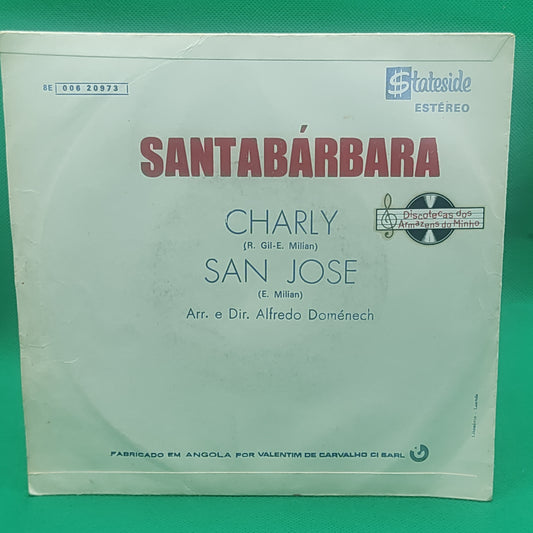 8E 006 20973
Stateside
ESTÉREO
SANTABÁRBARA
CHARLY
(R. Gil-E. Milian)
Discotecas dos
Armazens do Minho
SAN JOSE
(E. Milian)
Arr. e Dir. Alfredo Doménech
FABRICADO EM ANGOLA POR VALENTIM DE CARVALHO CI SARL